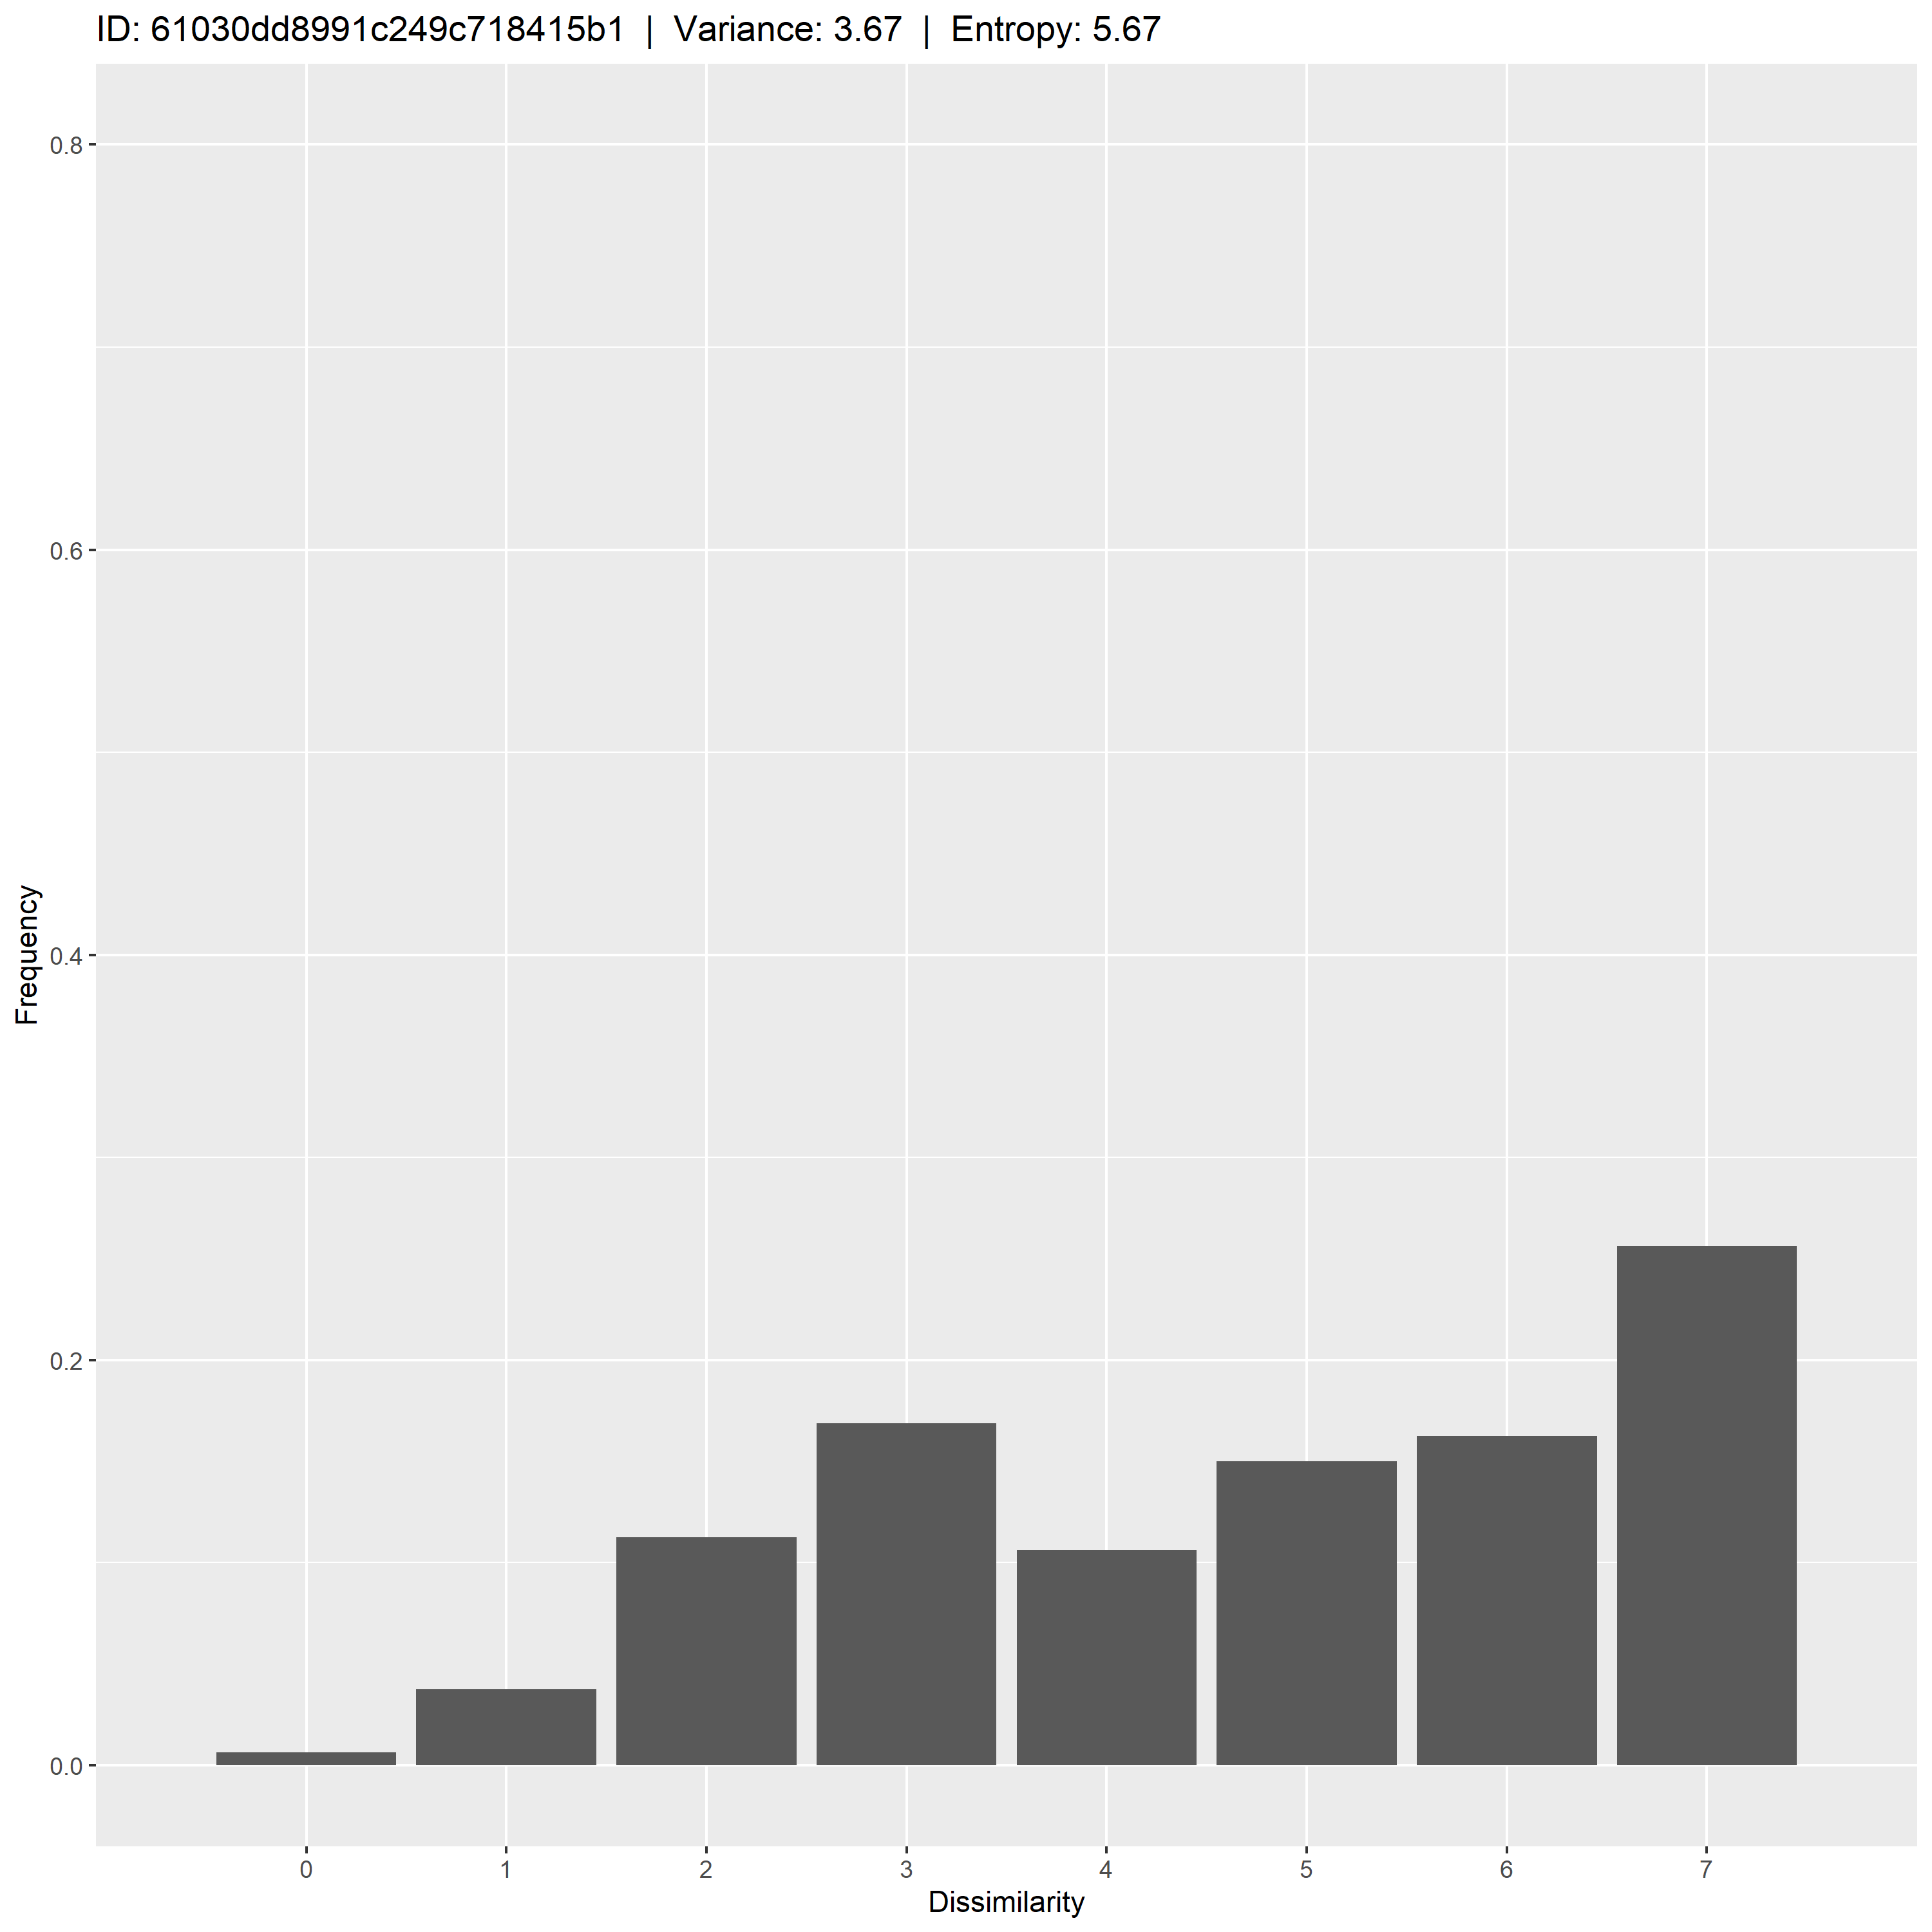 ID: 61030dd8991c249c718415b1 | Variance: 3.67 | Entropy: 5.67
0.8
0.6
0.4
0.2
0.0
Frequency
0 1 2 3 4 5 6 7
Dissimilarity